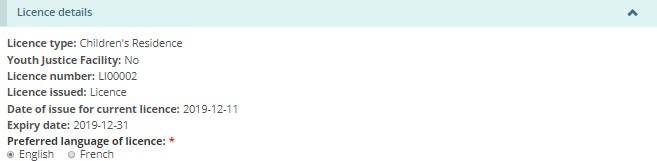 Licence details
Licence type: Children's Residence
Youth Justice Facility: No
Licence number: LI00002
Licence issued: Licence
Date of issue for current licence: 2019-12-11
Expiry date: 2019-12-31
Preferred language of licence: *
English French